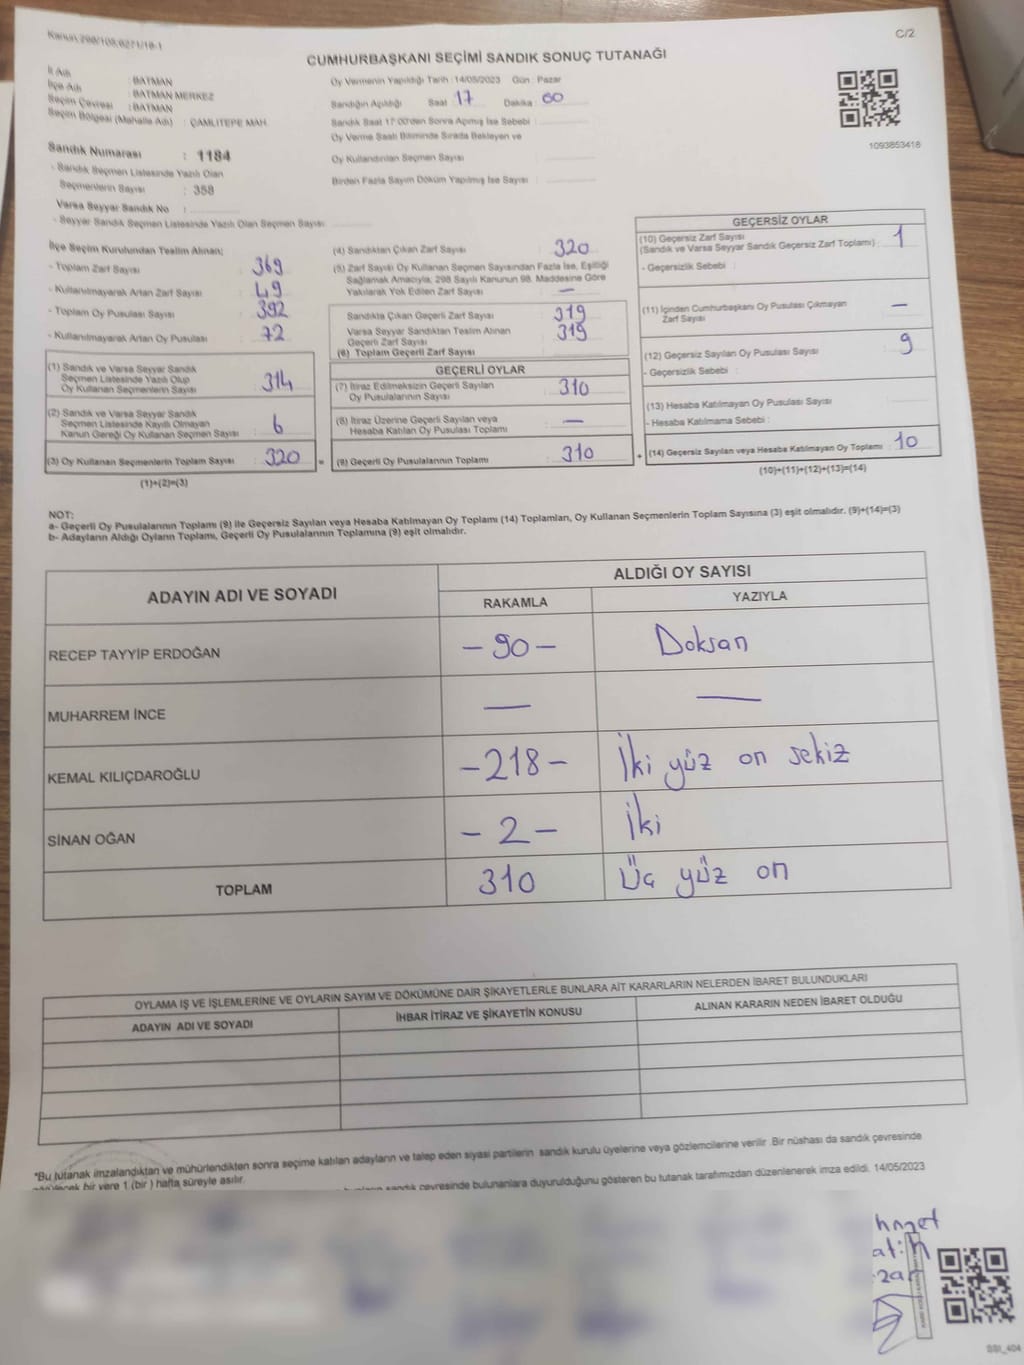 Kanun:298/105;6271/18-1
C/2
CUMHURBAŞKANI SEÇİMİ SANDIK SONUÇ TUTANAĞI
İl Adı : BATMAN
İlçe Adı : BATMAN MERKEZ
Seçim Çevresi : BATMAN
Seçim Bölgesi (Mahalle Adı) : ÇAMLITEPE MAH.
Sandık Numarası : 1184
- Sandık Seçmen Listesinde Yazılı Olan
Seçmenlerin Sayısı : 358
Varsa Seyyar Sandık No :
- Seyyar Sandık Seçmen Listesinde Yazılı Olan Seçmen Sayısı :
Oy Vermenin Yapıldığı Tarih : 14/05/2023 Gün : Pazar
Sandığın Açıldığı Saat : 17 Dakika : 00
Sandık Saat 17:00'den Sonra Açımış İse Sebebi :
Oy Verme Saati Bitiminde Sırada Bekleyen ve
Oy Kullandırılan Seçmen Sayısı
Birden Fazla Sayım Döküm Yapılmış İse Sayısı :
1093853418
İlçe Seçim Kurulundan Teslim Alınan;
- Toplam Zarf Sayısı : 369
- Kullanılmayarak Artan Zarf Sayısı : 49
- Toplam Oy Pusulası Sayısı : 392
- Kullanılmayarak Artan Oy Pusulası : 72
(1) Sandık ve Varsa Seyyar Sandık
Seçmen Listesinde Yazılı Olup
Oy Kullanan Seçmenlerin Sayısı : 314
(2) Sandık ve Varsa Seyyar Sandık
Seçmen Listesinde Kayıtlı Olmayan
Kanun Gereği Oy Kullanan Seçmen Sayısı : 6
(3) Oy Kullanan Seçmenlerin Toplam Sayısı : 320 =
(1)+(2)=(3)
(4) Sandıktan Çıkan Zarf Sayısı : 320
(5) Zarf Sayısı Oy Kullanan Seçmen Sayısından Fazla İse, Eşitliği
Sağlamak Amacıyla; 298 Sayılı Kanunun 98. Maddesine Göre
Yakılarak Yok Edilen Zarf Sayısı : —
Sandıkta Çıkan Geçerli Zarf Sayısı : 319
Varsa Seyyar Sandıktan Teslim Alınan
Geçerli Zarf Sayısı : 319
(6) Toplam Geçerli Zarf Sayısı
GEÇERLİ OYLAR
(7) İtiraz Edilmeksizin Geçerli Sayılan
Oy Pusulalarının Sayısı : 310
(8) İtiraz Üzerine Geçerli Sayılan veya
Hesaba Katılan Oy Pusulası Toplamı : —
(9) Geçerli Oy Pusulalarının Toplamı : 310 +
GEÇERSİZ OYLAR
(10) Geçersiz Zarf Sayısı
(Sandık ve Varsa Seyyar Sandık Geçersiz Zarf Toplamı) : 1
- Geçersizlik Sebebi :
(11) İçinden Cumhurbaşkanı Oy Pusulası Çıkmayan
Zarf Sayısı : —
(12) Geçersiz Sayılan Oy Pusulası Sayısı : 9
- Geçersizlik Sebebi :
(13) Hesaba Katılmayan Oy Pusulası Sayısı :
- Hesaba Katılmama Sebebi :
(14) Geçersiz Sayılan veya Hesaba Katılmayan Oy Toplamı : 10
(10)+(11)+(12)+(13)=(14)
NOT:
a- Geçerli Oy Pusulalarının Toplamı (9) ile Geçersiz Sayılan veya Hesaba Katılmayan Oy Toplamı (14) Toplamları, Oy Kullanan Seçmenlerin Toplam Sayısına (3) eşit olmalıdır. (9)+(14)=(3)
b- Adayların Aldığı Oyların Toplamı, Geçerli Oy Pusulalarının Toplamına (9) eşit olmalıdır.
ADAYIN ADI VE SOYADI
ALDIĞI OY SAYISI
RAKAMLA YAZIYLA
RECEP TAYYİP ERDOĞAN - 90 - Doksan
MUHARREM İNCE — —
KEMAL KILIÇDAROĞLU -218- İki yüz on sekiz
SİNAN OĞAN - 2 - İki
TOPLAM 310 Üç yüz on
OYLAMA İŞ VE İŞLEMLERİNE VE OYLARIN SAYIM VE DÖKÜMÜNE DAİR ŞİKAYETLERLE BUNLARA AİT KARARLARIN NELERDEN İBARET BULUNDUKLARI
ADAYIN ADI VE SOYADI İHBAR İTİRAZ VE ŞİKAYETİN KONUSU ALINAN KARARIN NEDEN İBARET OLDUĞU
*Bu tutanak imzalandıktan ve mühürlendikten sonra seçime katılan adayların ve talep eden siyasi partilerin sandık kurulu üyelerine veya gözlemcilerine verilir .Bir nüshası da sandık çevresinde
bir yere 1 (bir ) hafta süreyle asılır.
sandık çevresinde bulunanlara duyurulduğunu gösteren bu tutanak tarafımızdan düzenlenerek imza edildi. 14/05/2023
SSI_404